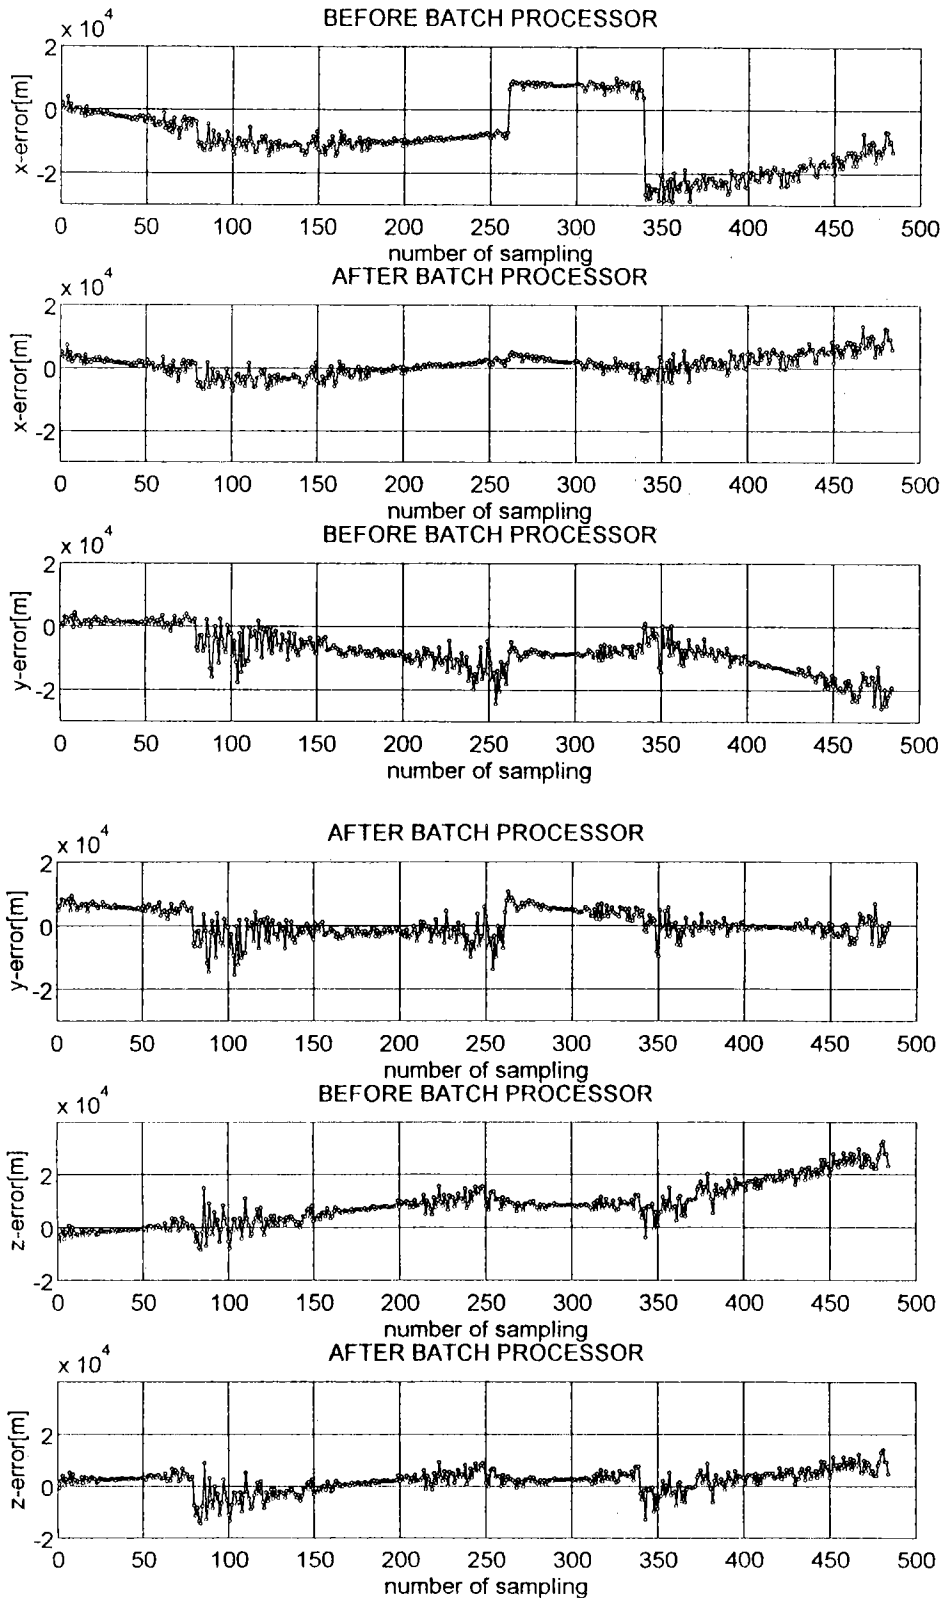 BEFORE BATCH PROCESSOR
x 10^4
2
0
-2
x-error[m]
0 50 100 150 200 250 300 350 400 450 500
number of sampling
AFTER BATCH PROCESSOR
x 10^4
2
0
-2
x-error[m]
0 50 100 150 200 250 300 350 400 450 500
number of sampling
BEFORE BATCH PROCESSOR
x 10^4
2
0
-2
y-error[m]
0 50 100 150 200 250 300 350 400 450 500
number of sampling
AFTER BATCH PROCESSOR
x 10^4
2
0
-2
y-error[m]
0 50 100 150 200 250 300 350 400 450 500
number of sampling
BEFORE BATCH PROCESSOR
x 10^4
2
0
-2
z-error[m]
0 50 100 150 200 250 300 350 400 450 500
number of sampling
AFTER BATCH PROCESSOR
x 10^4
2
0
-2
z-error[m]
0 50 100 150 200 250 300 350 400 450 500
number of sampling